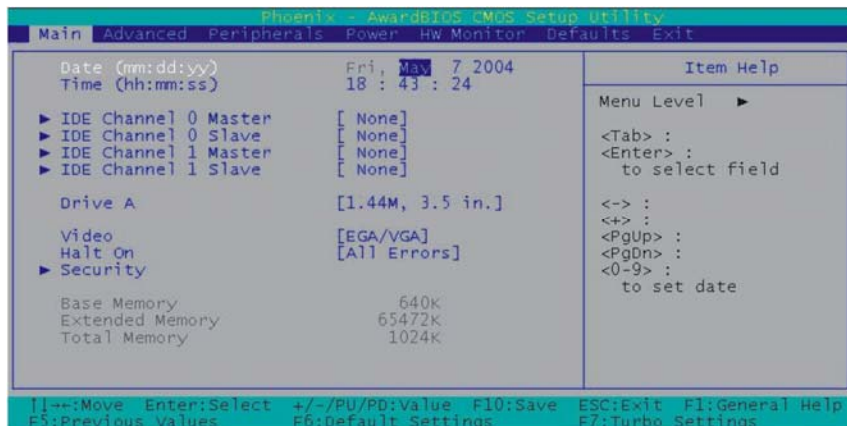 Phoenix - AwardBIOS CMOS Setup Utility
Main Advanced Peripherals Power HW Monitor Defaults Exit
Date (mm:dd:yy) Fri, May 7 2004
Time (hh:mm:ss) 18 : 43 : 24
► IDE Channel 0 Master [ None]
► IDE Channel 0 Slave [ None]
► IDE Channel 1 Master [ None]
► IDE Channel 1 Slave [ None]
Drive A [1.44M, 3.5 in.]
Video [EGA/VGA]
Halt On [All Errors]
► Security
Base Memory 640K
Extended Memory 65472K
Total Memory 1024K
Item Help
Menu Level ►
<Tab> :
<Enter> :
to select field
<-> :
<+> :
<PgUp> :
<PgDn> :
<0-9> :
to set date
↑↓→←:Move Enter:Select +/-/PU/PD:Value F10:Save ESC:Exit F1:General Help
F5:Previous Values F6:Default Settings F7:Turbo Settings